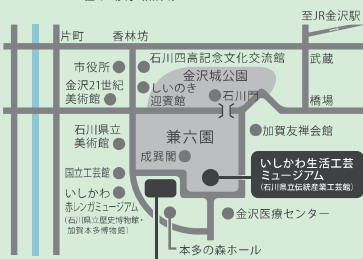 至JR金沢駅
片町
香林坊
武蔵
石川四高記念文化交流館
市役所
金沢城公園
しいのき
迎賓館
金沢21世紀
美術館
石川門
橋場
兼六園
加賀友禅会館
石川県立
美術館
成巽閣
いしかわ生活工芸
ミュージアム
(石川県立伝統産業工芸館)
国立工芸館
いしかわ
赤レンガミュージアム
(石川県立歴史博物館・
加賀本多博物館)
金沢医療センター
本多の森ホール